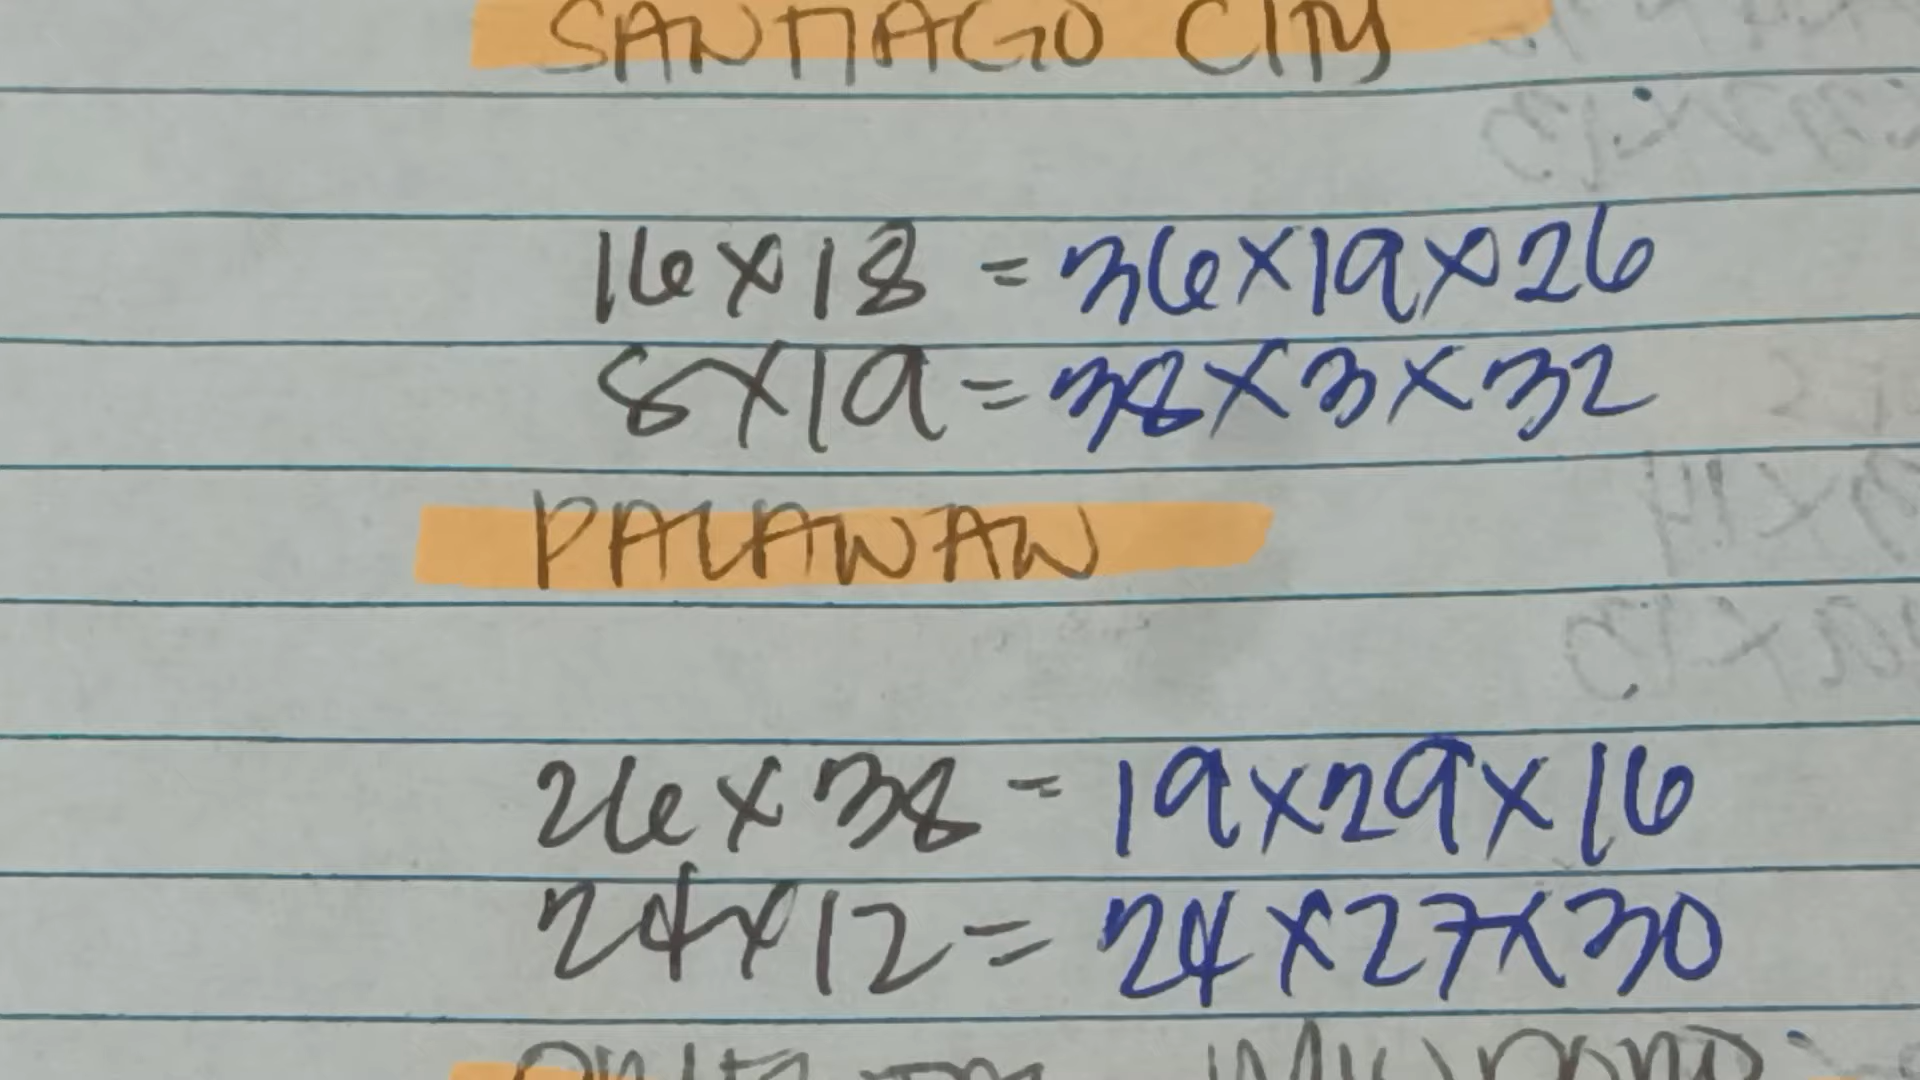 SANTIAGO CITY
16 x 18 = 36 x 19 x 26
8 x 19 = 38 x 3 x 32
PALAWAN
26 x 38 = 19 x 29 x 16
24 x 12 = 24 x 27 x 30